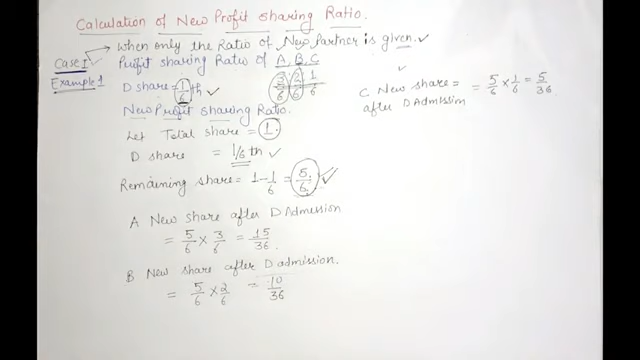 Calculation of New Profit Sharing Ratio.
Case 1 When only the Ratio of New Partner is given.
Example 1 Profit Sharing Ratio of A, B, C
3/6 2/6 1/6
D Share = 1/6 th
New Profit Sharing Ratio.
Let Total Share = 1.
D Share = 1/6 th
Remaining Share = 1 - 1/6 = 5/6
A New Share after D Admission
= 5/6 × 3/6 = 15/36
B New Share after D admission.
= 5/6 × 2/6 = 10/36
C New Share = 5/6 × 1/6 = 5/36
after D Admission